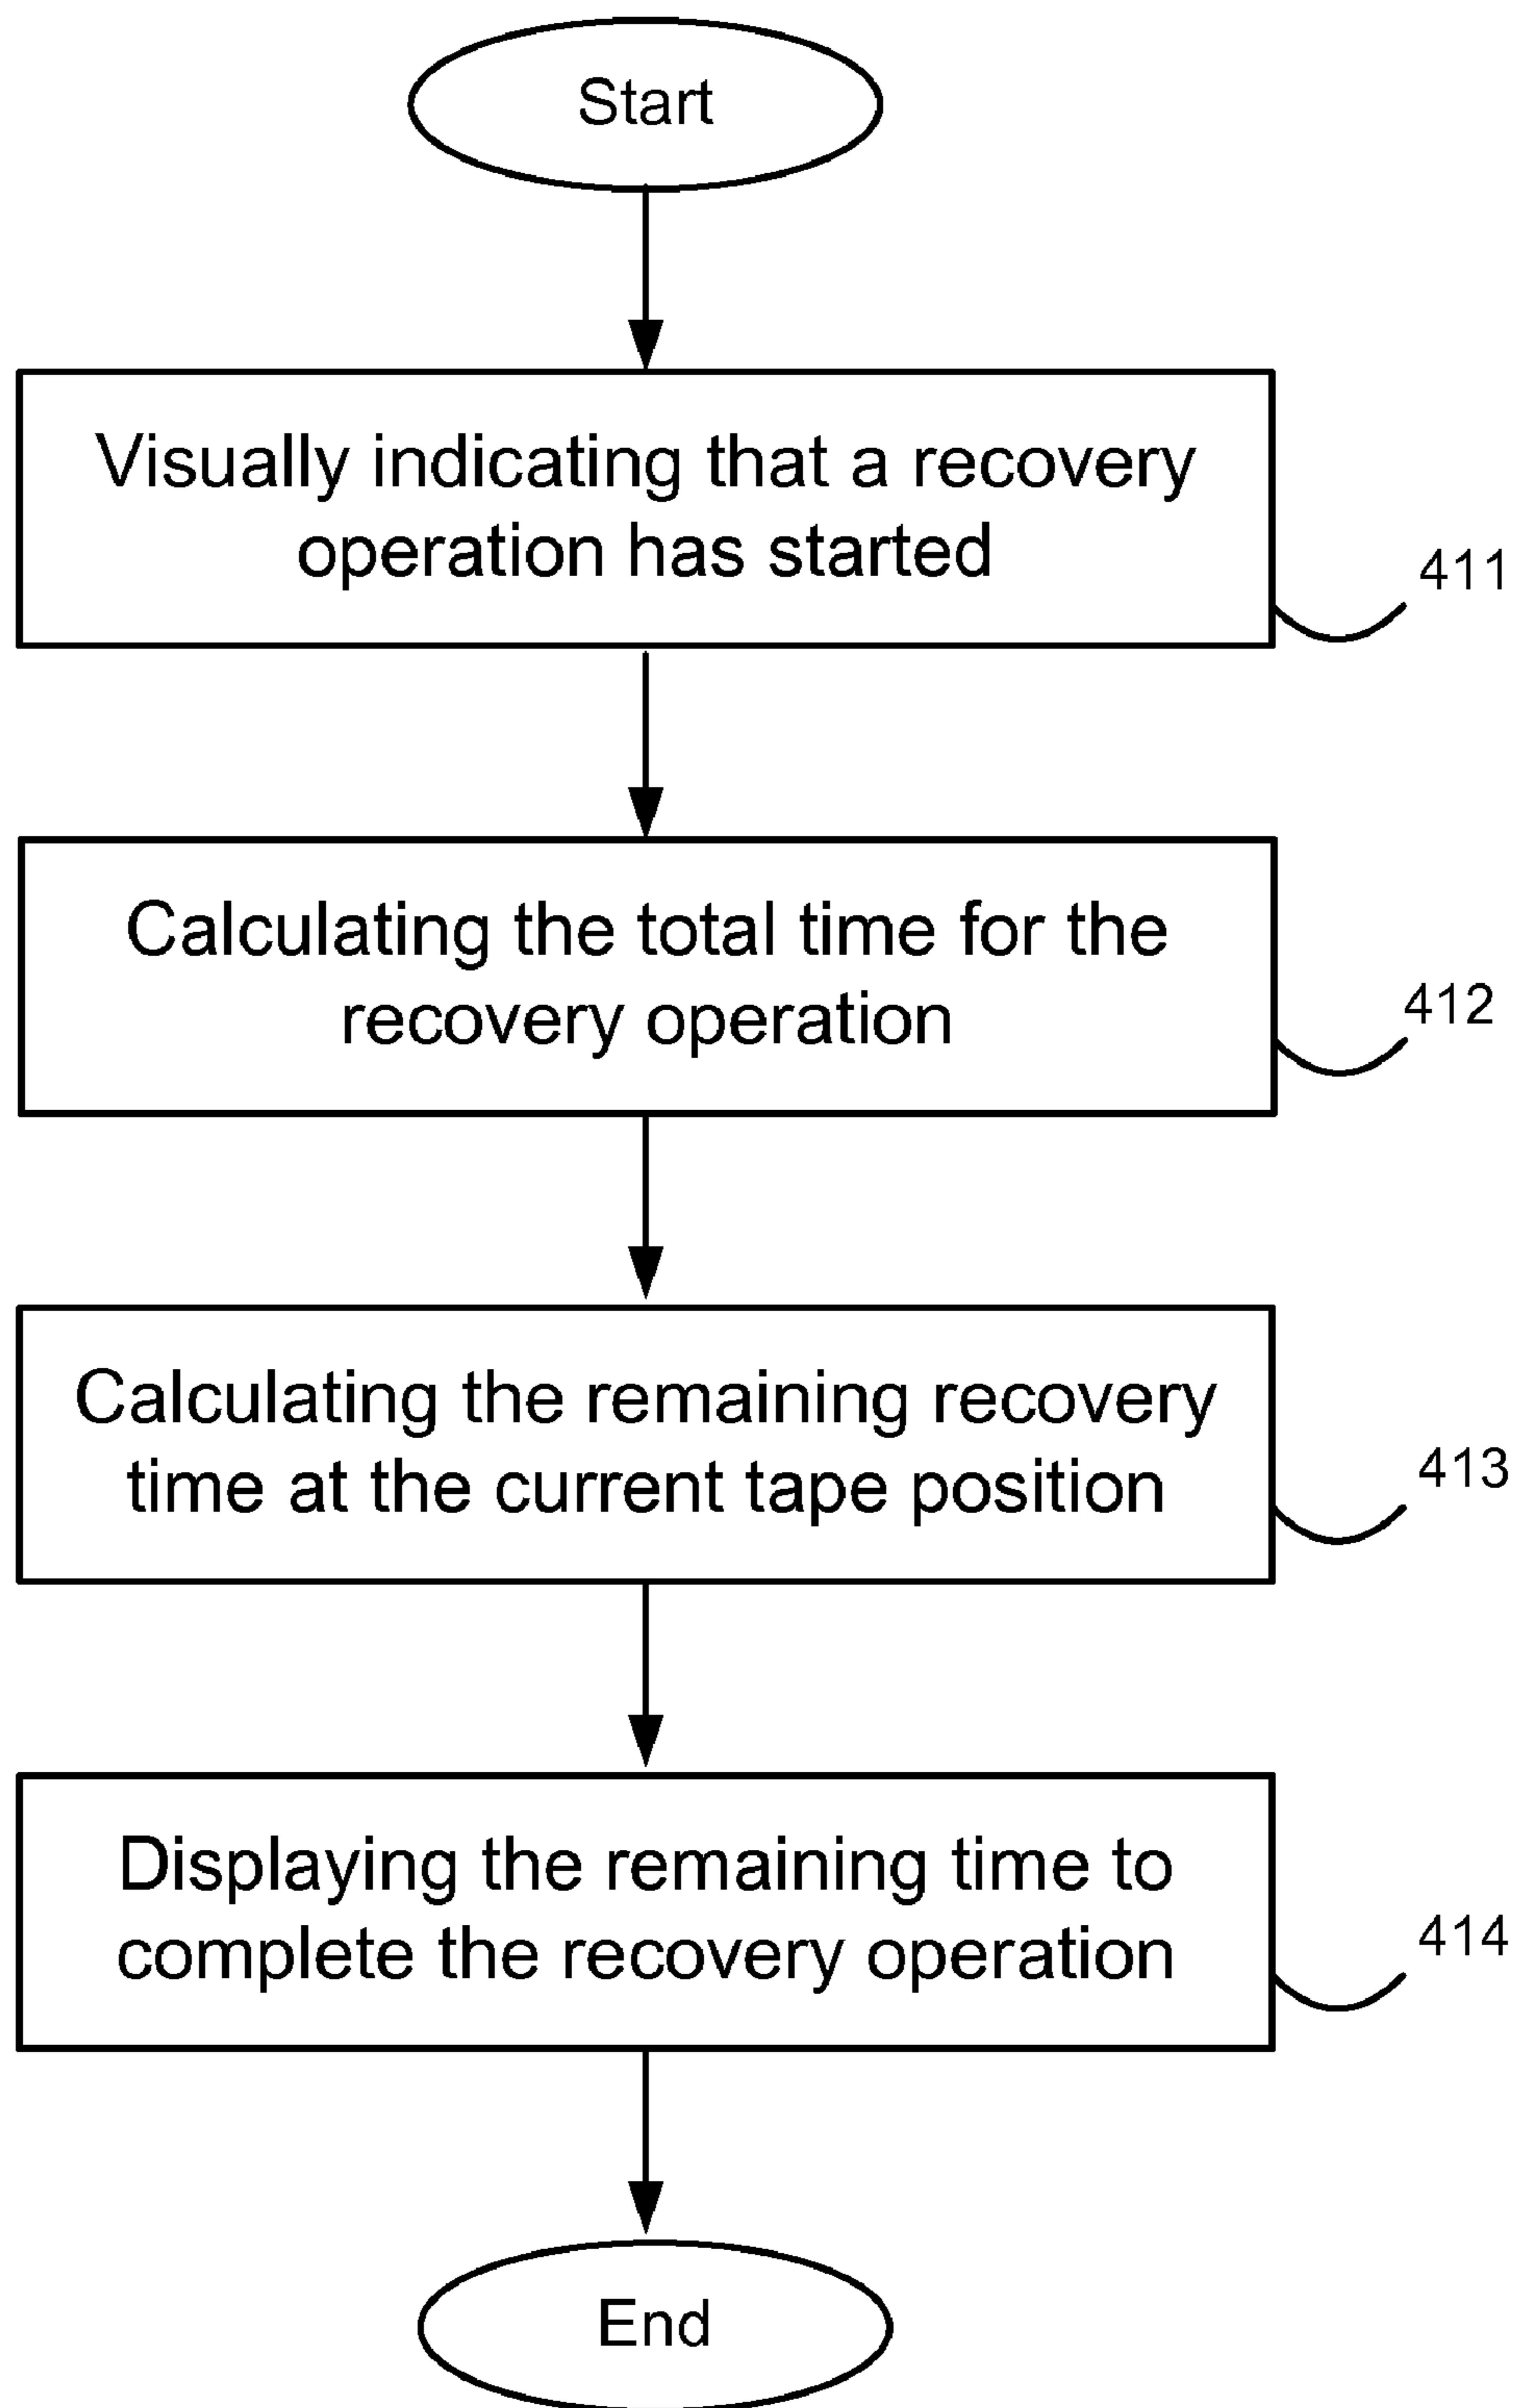 Start
Visually indicating that a recovery
operation has started
411
Calculating the total time for the
recovery operation
412
Calculating the remaining recovery
time at the current tape position
413
Displaying the remaining time to
complete the recovery operation
414
End